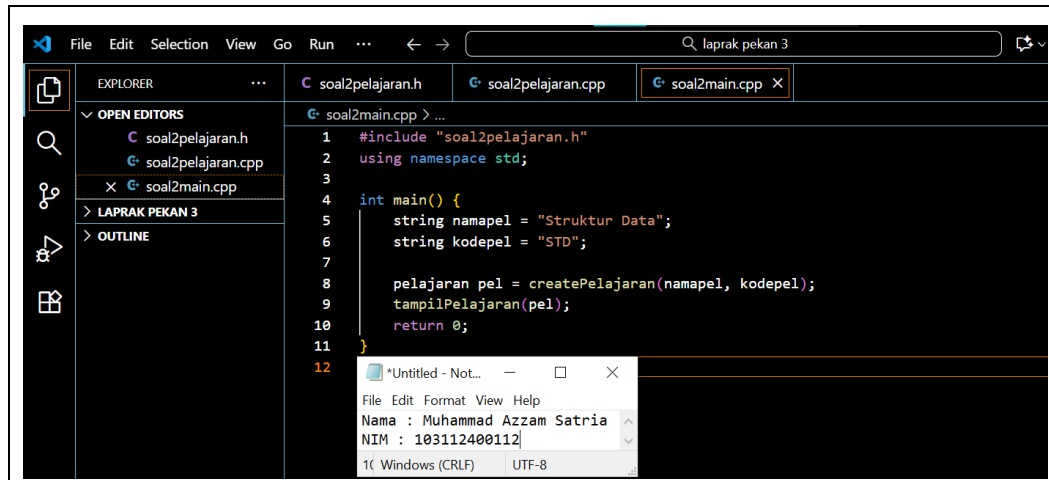 File Edit Selection View Go Run ··· ← → laprak pekan 3
EXPLORER ···
OPEN EDITORS
C soal2pelajaran.h
soal2pelajaran.cpp
soal2main.cpp
LAPRAK PEKAN 3
OUTLINE
C soal2pelajaran.h soal2pelajaran.cpp soal2main.cpp
soal2main.cpp > ...
1 #include "soal2pelajaran.h"
2 using namespace std;
3
4 int main() {
5 string namapel = "Struktur Data";
6 string kodepel = "STD";
7
8 pelajaran pel = createPelajaran(namapel, kodepel);
9 tampilPelajaran(pel);
10 return 0;
11 }
12
*Untitled - Not...
File Edit Format View Help
Nama : Muhammad Azzam Satria
NIM : 103112400112
Windows (CRLF) UTF-8